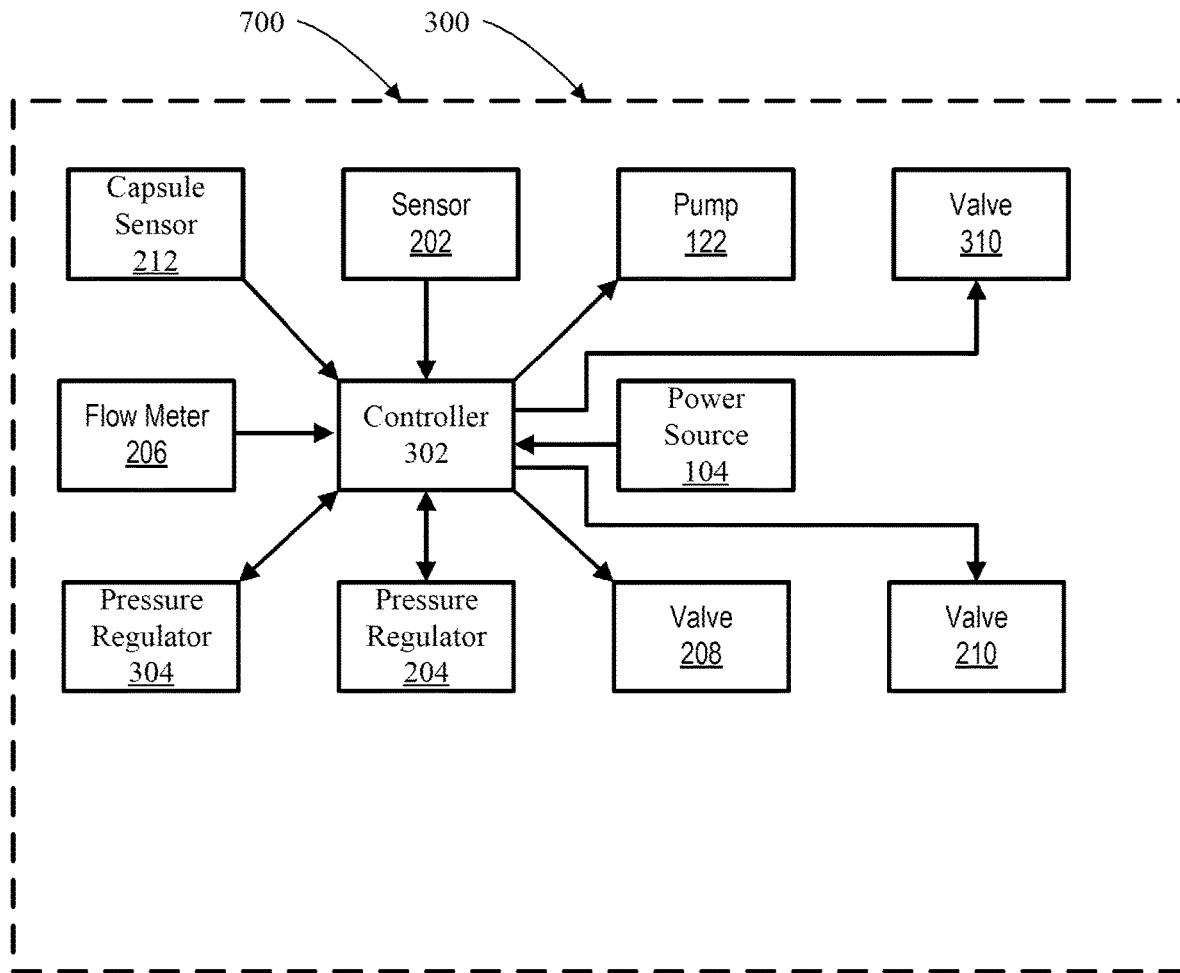 700
300
Capsule
Sensor
212
Sensor
202
Pump
122
Valve
310
Flow Meter
206
Controller
302
Power
Source
104
Pressure
Regulator
304
Pressure
Regulator
204
Valve
208
Valve
210